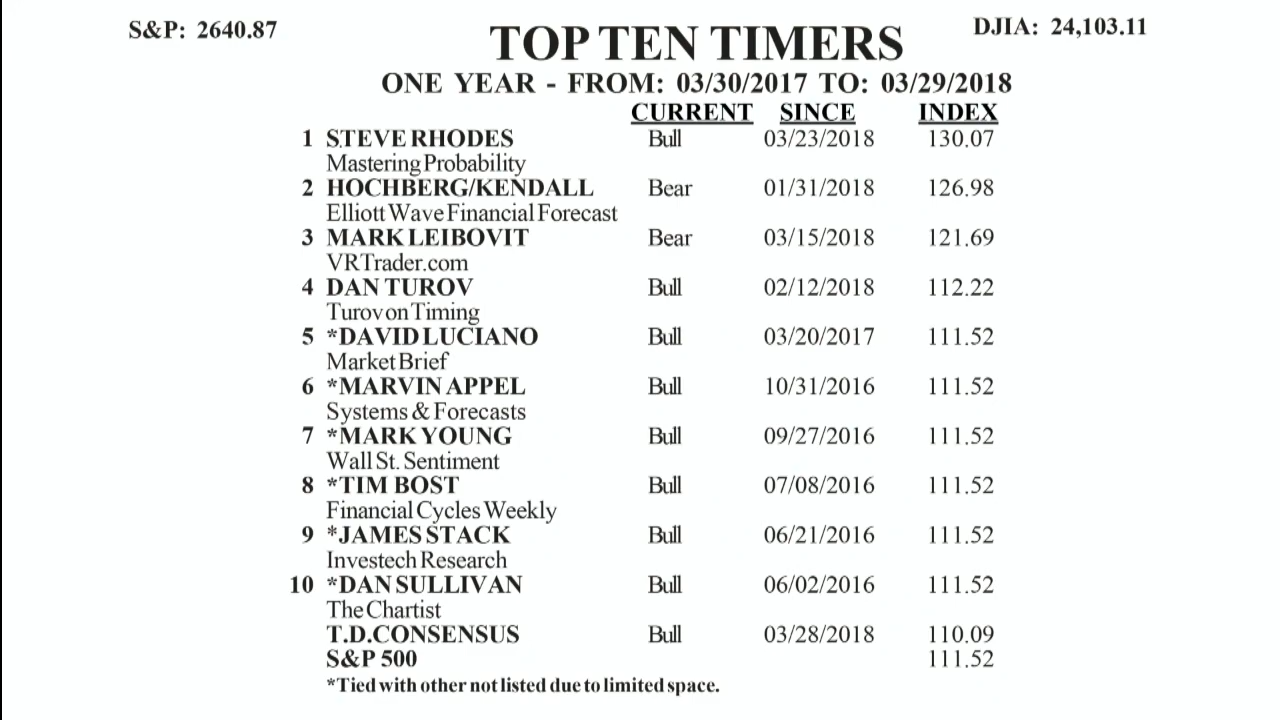 S&P: 2640.87
DJIA: 24,103.11
TOP TEN TIMERS
ONE YEAR - FROM: 03/30/2017 TO: 03/29/2018
CURRENT SINCE INDEX
1 STEVE RHODES Bull 03/23/2018 130.07
Mastering Probability
2 HOCHBERG/KENDALL Bear 01/31/2018 126.98
Elliott Wave Financial Forecast
3 MARK LEIBOVIT Bear 03/15/2018 121.69
VRTrader.com
4 DAN TUROV Bull 02/12/2018 112.22
Turov on Timing
5 *DAVID LUCIANO Bull 03/20/2017 111.52
Market Brief
6 *MARVIN APPEL Bull 10/31/2016 111.52
Systems & Forecasts
7 *MARK YOUNG Bull 09/27/2016 111.52
Wall St. Sentiment
8 *TIM BOST Bull 07/08/2016 111.52
Financial Cycles Weekly
9 *JAMES STACK Bull 06/21/2016 111.52
Investech Research
10 *DAN SULLIVAN Bull 06/02/2016 111.52
The Chartist
T.D.CONSENSUS Bull 03/28/2018 110.09
S&P 500 111.52
*Tied with other not listed due to limited space.